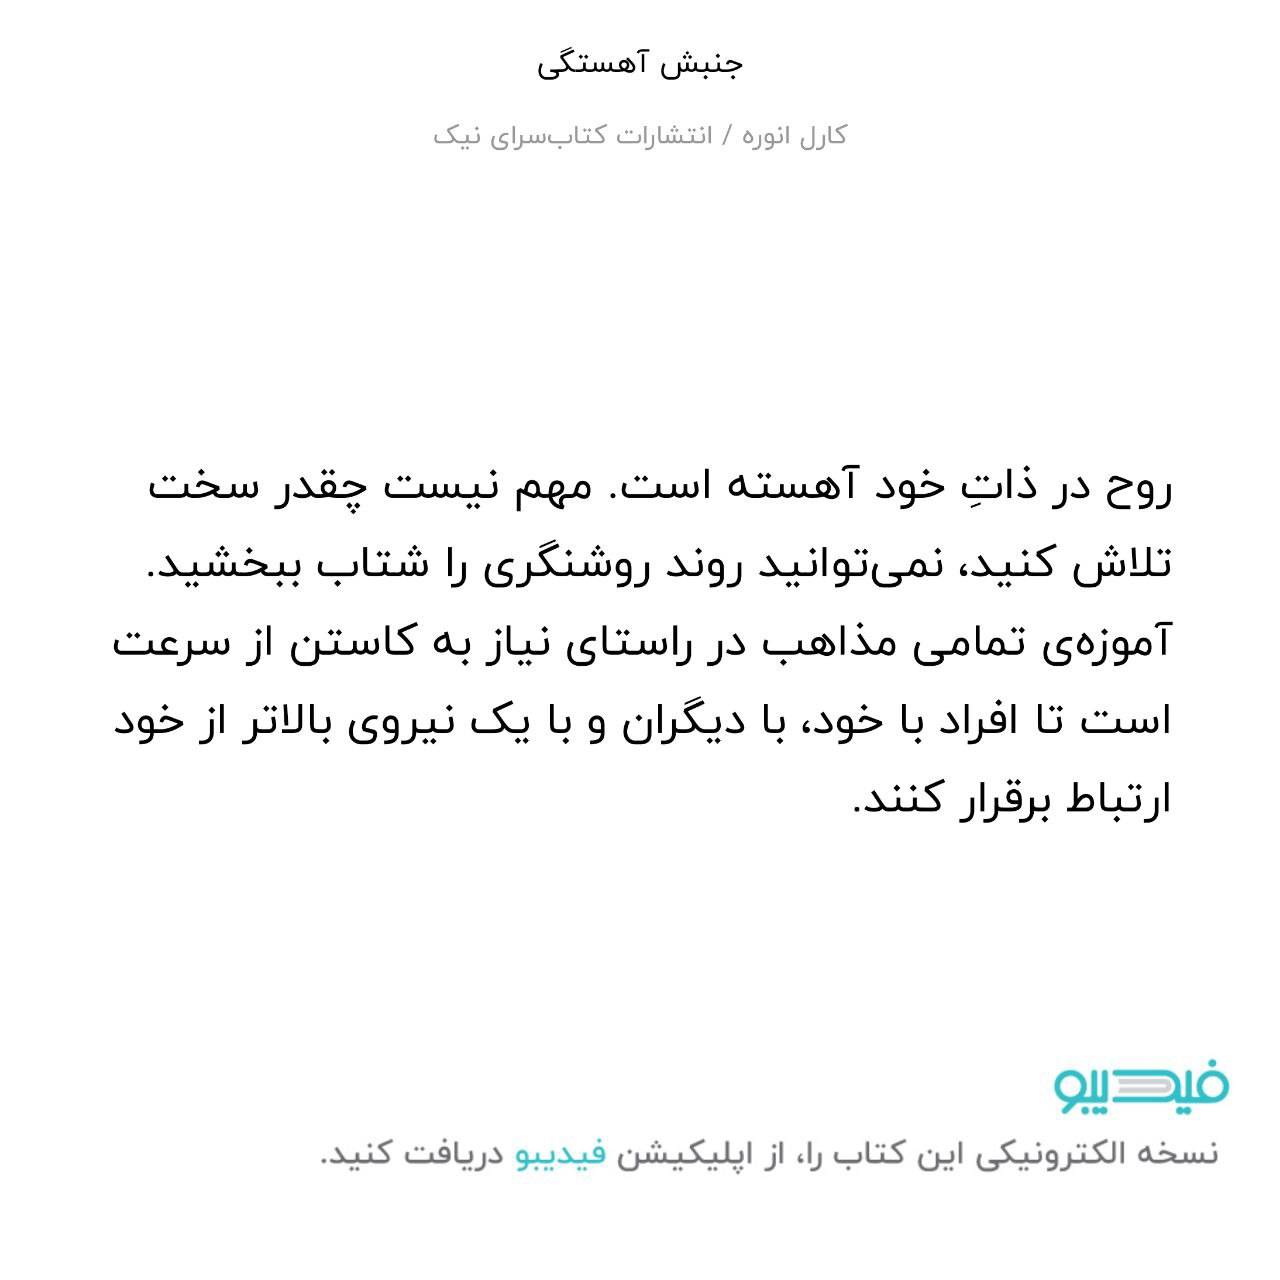 جنبش آهستگی
کارل انوره / انتشارات کتاب‌سرای نیک
روح در ذاتِ خود آهسته است. مهم نیست چقدر سخت
تلاش کنید، نمی‌توانید روند روشنگری را شتاب ببخشید.
آموزه‌ی تمامی مذاهب در راستای نیاز به کاستن از سرعت
است تا افراد با خود، با دیگران و با یک نیروی بالاتر از خود
ارتباط برقرار کنند.
فیدیبو
نسخه الکترونیکی این کتاب را، از اپلیکیشن فیدیبو دریافت کنید.